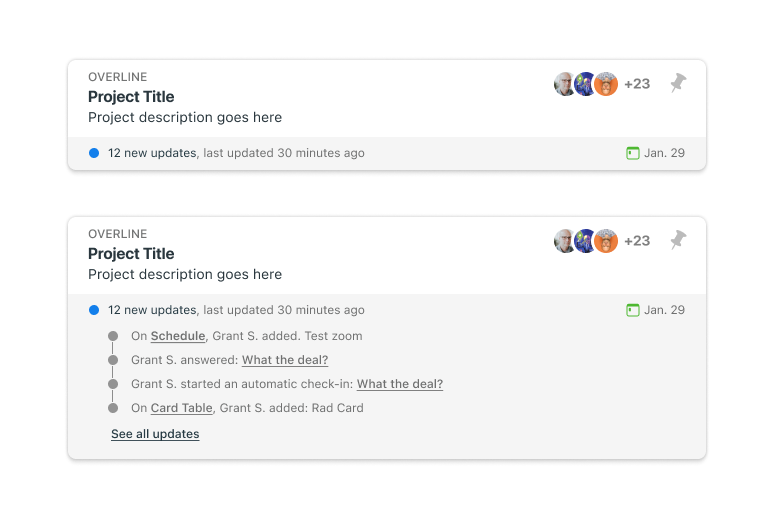 OVERLINE
Project Title
Project description goes here
+23
12 new updates, last updated 30 minutes ago
Jan. 29
OVERLINE
Project Title
Project description goes here
+23
12 new updates, last updated 30 minutes ago
Jan. 29
On Schedule, Grant S. added. Test zoom
Grant S. answered: What the deal?
Grant S. started an automatic check-in: What the deal?
On Card Table, Grant S. added: Rad Card
See all updates